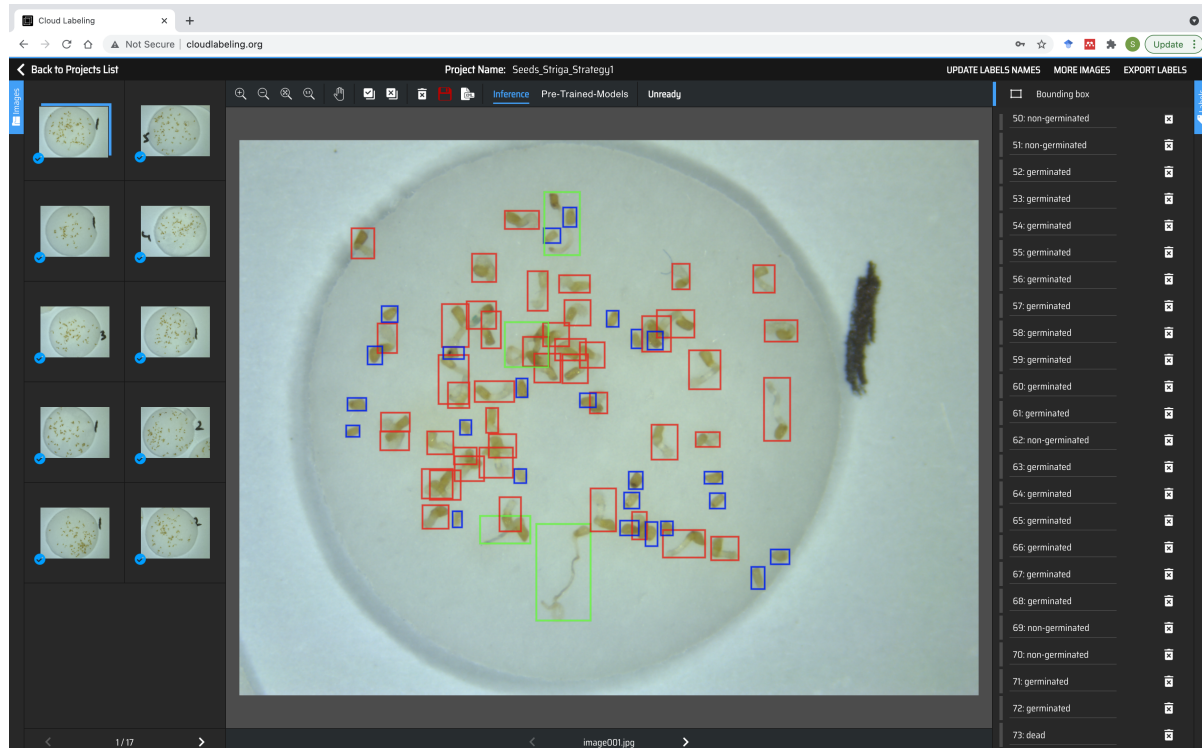 Cloud Labeling
Not Secure | cloudlabeling.org
S
Update
Back to Projects List
Project Name: Seeds_Striga_Strategy1
UPDATE LABELS NAMES MORE IMAGES EXPORT LABELS
Images
Inference Pre-Trained-Models Unready
Bounding box
50: non-germinated
51: non-germinated
52: germinated
53: germinated
54: germinated
55: germinated
56: germinated
57: germinated
58: germinated
59: germinated
60: germinated
61: germinated
62: non-germinated
63: germinated
64: germinated
65: germinated
66: germinated
67: germinated
68: germinated
69: non-germinated
70: non-germinated
71: germinated
72: germinated
73: dead
1/17
image001.jpg